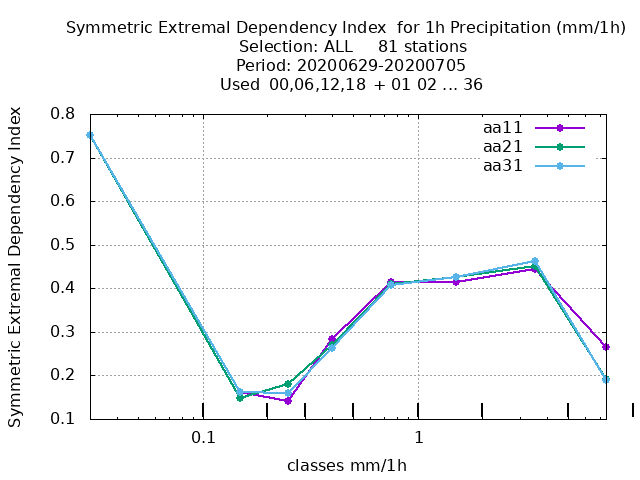 Symmetric Extremal Dependency Index  for 1h Precipitation (mm/1h)
Selection: ALL     81 stations
Period: 20200629-20200705
Used  00,06,12,18  + 01 02 ... 36
Symmetric Extremal Dependency Index
0.8
0.7
0.6
0.5
0.4
0.3
0.2
0.1
aa11
aa21
aa31
0.1
1
classes mm/1h